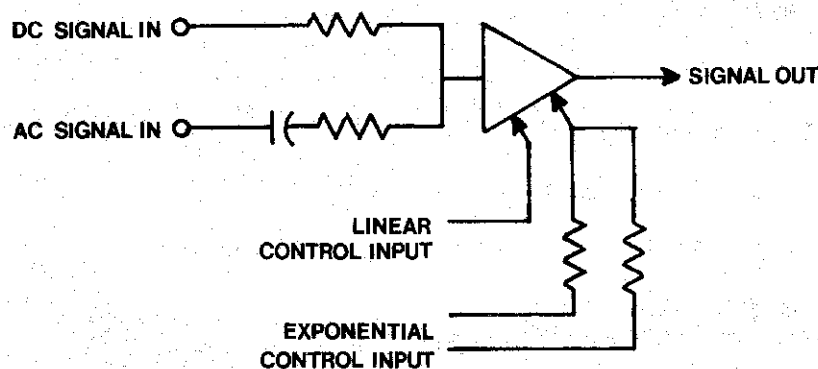 DC SIGNAL IN
SIGNAL OUT
AC SIGNAL IN
LINEAR
CONTROL INPUT
EXPONENTIAL
CONTROL INPUT